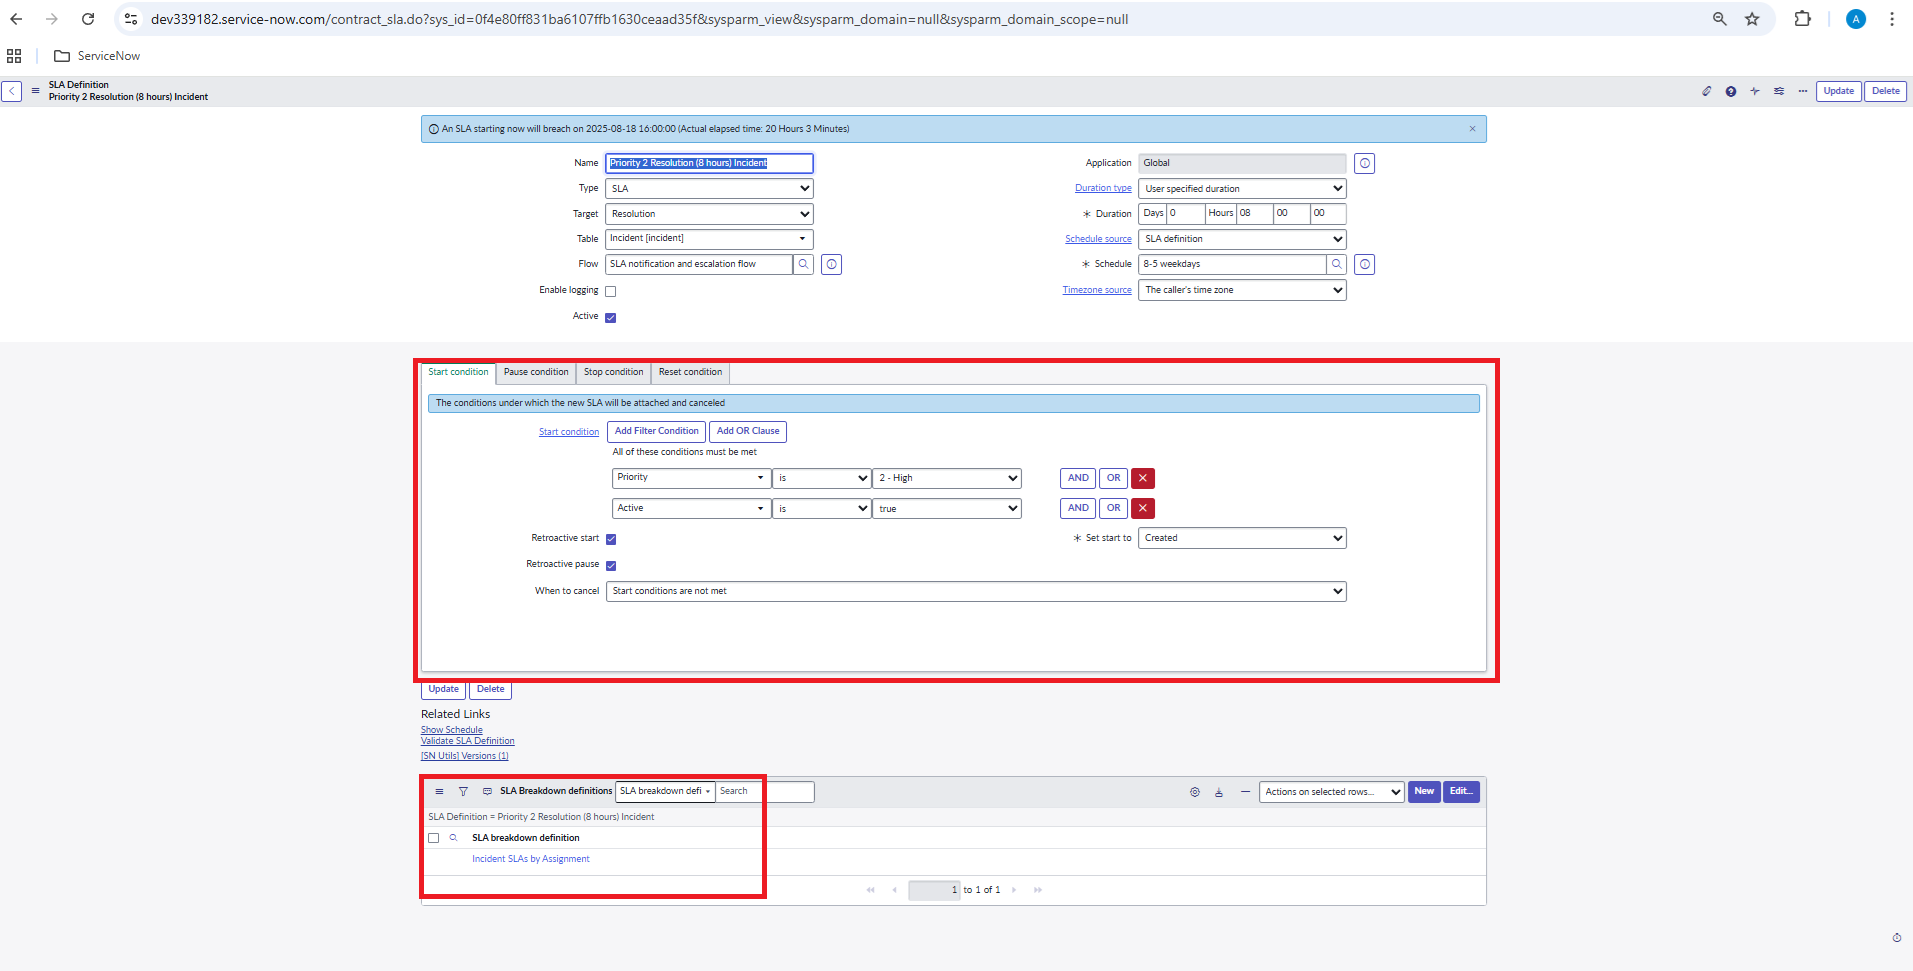 dev339182.service-now.com/contract_sla.do?sys_id=0f4e80ff831ba6107ffb1630ceaad35f&sysparm_view&sysparm_domain=null&sysparm_domain_scope=null
A
ServiceNow
SLA Definition
Priority 2 Resolution (8 hours) Incident
Update
Delete
An SLA starting now will breach on 2025-08-18 16:00:00 (Actual elapsed time: 20 Hours 3 Minutes)
Name Priority 2 Resolution (8 hours) Incident
Application Global
Type SLA
Duration type User specified duration
Target Resolution
Duration Days 0 Hours 08 00 00
Table Incident [incident]
Schedule source SLA definition
Flow SLA notification and escalation flow
Schedule 8-5 weekdays
Enable logging
Timezone source The caller's time zone
Active
Start condition
Pause condition
Stop condition
Reset condition
The conditions under which the new SLA will be attached and canceled
Start condition Add Filter Condition Add OR Clause
All of these conditions must be met
Priority is 2 - High AND OR
Active is true AND OR
Retroactive start
Set start to Created
Retroactive pause
When to cancel Start conditions are not met
Update Delete
Related Links
Show Schedule
Validate SLA Definition
[SN Utils] Versions (1)
SLA Breakdown definitions SLA breakdown defi Search Actions on selected rows... New Edit...
SLA Definition = Priority 2 Resolution (8 hours) Incident
SLA breakdown definition
Incident SLAs by Assignment
1 to 1 of 1